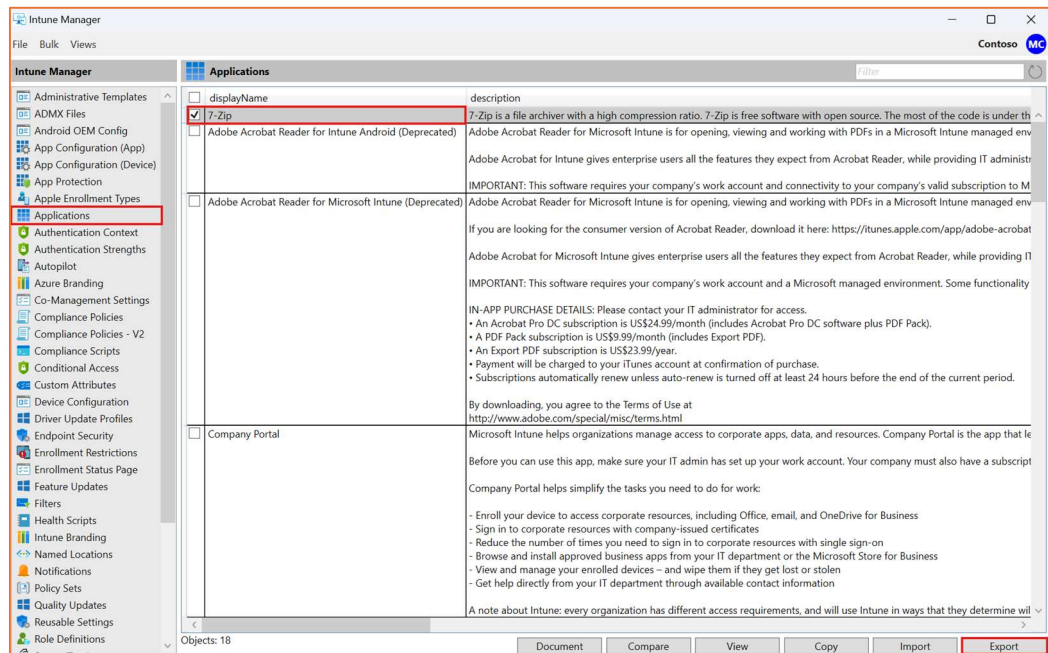 Intune Manager
File Bulk Views
Contoso MC
Intune Manager
Applications
Filter
Administrative Templates
ADMX Files
Android OEM Config
App Configuration (App)
App Configuration (Device)
App Protection
Apple Enrollment Types
Applications
Authentication Context
Authentication Strengths
Autopilot
Azure Branding
Co-Management Settings
Compliance Policies
Compliance Policies - V2
Compliance Scripts
Conditional Access
Custom Attributes
Device Configuration
Driver Update Profiles
Endpoint Security
Enrollment Restrictions
Enrollment Status Page
Feature Updates
Filters
Health Scripts
Intune Branding
Named Locations
Notifications
Policy Sets
Quality Updates
Reusable Settings
Role Definitions
displayName description
7-Zip 7-Zip is a file archiver with a high compression ratio. 7-Zip is free software with open source. The most of the code is under th
Adobe Acrobat Reader for Intune Android (Deprecated) Adobe Acrobat Reader for Microsoft Intune is for opening, viewing and working with PDFs in a Microsoft Intune managed env
Adobe Acrobat for Intune gives enterprise users all the features they expect from Acrobat Reader, while providing IT administr
IMPORTANT: This software requires your company's work account and connectivity to your company's valid subscription to M
Adobe Acrobat Reader for Microsoft Intune (Deprecated) Adobe Acrobat Reader for Microsoft Intune is for opening, viewing and working with PDFs in a Microsoft Intune managed env
If you are looking for the consumer version of Acrobat Reader, download it here: https://itunes.apple.com/app/adobe-acrobat
Adobe Acrobat for Microsoft Intune gives enterprise users all the features they expect from Acrobat Reader, while providing IT
IMPORTANT: This software requires your company's work account and a Microsoft managed environment. Some functionality
IN-APP PURCHASE DETAILS: Please contact your IT administrator for access.
• An Acrobat Pro DC subscription is US$24.99/month (includes Acrobat Pro DC software plus PDF Pack).
• A PDF Pack subscription is US$9.99/month (includes Export PDF).
• An Export PDF subscription is US$23.99/year.
• Payment will be charged to your iTunes account at confirmation of purchase.
• Subscriptions automatically renew unless auto-renew is turned off at least 24 hours before the end of the current period.
By downloading, you agree to the Terms of Use at
http://www.adobe.com/special/misc/terms.html
Company Portal Microsoft Intune helps organizations manage access to corporate apps, data, and resources. Company Portal is the app that le
Before you can use this app, make sure your IT admin has set up your work account. Your company must also have a subscript
Company Portal helps simplify the tasks you need to do for work:
- Enroll your device to access corporate resources, including Office, email, and OneDrive for Business
- Sign in to corporate resources with company-issued certificates
- Reduce the number of times you need to sign in to corporate resources with single sign-on
- Browse and install approved business apps from your IT department or the Microsoft Store for Business
- View and manage your enrolled devices – and wipe them if they get lost or stolen
- Get help directly from your IT department through available contact information
A note about Intune: every organization has different access requirements, and will use Intune in ways that they determine wil
Objects: 18
Document Compare View Copy Import Export